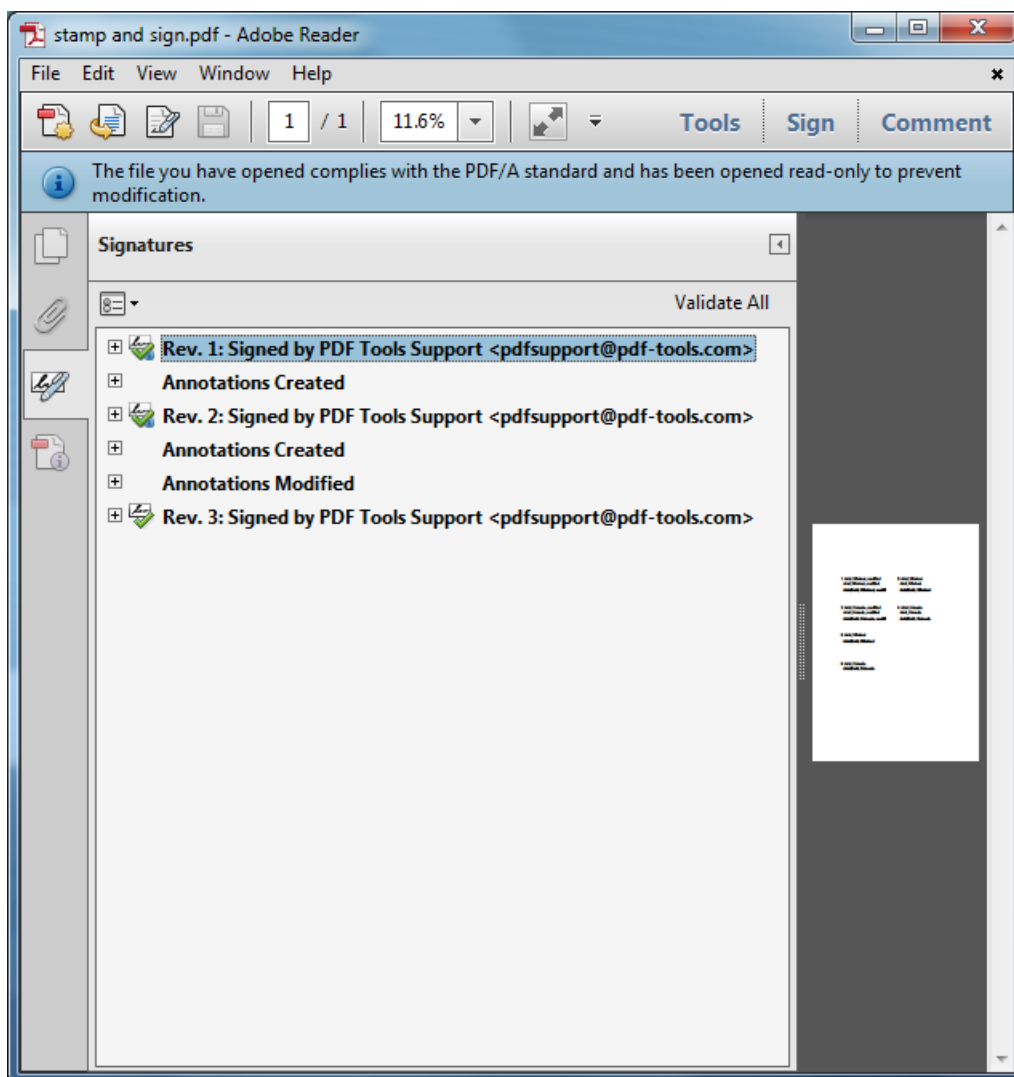 stamp and sign.pdf - Adobe Reader
File Edit View Window Help
1 / 1 11.6% Tools Sign Comment
The file you have opened complies with the PDF/A standard and has been opened read-only to prevent
modification.
Signatures
Validate All
Rev. 1: Signed by PDF Tools Support <pdfsupport@pdf-tools.com>
Annotations Created
Rev. 2: Signed by PDF Tools Support <pdfsupport@pdf-tools.com>
Annotations Created
Annotations Modified
Rev. 3: Signed by PDF Tools Support <pdfsupport@pdf-tools.com>